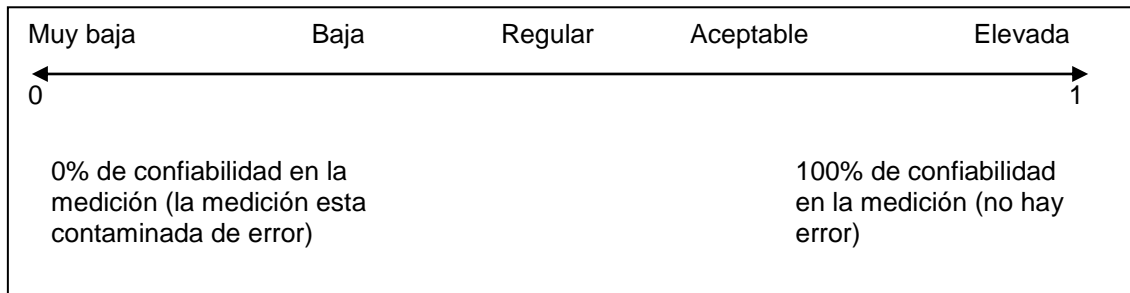 Muy baja Baja Regular Aceptable Elevada
0 1
0% de confiabilidad en la
medición (la medición esta
contaminada de error)
100% de confiabilidad
en la medición (no hay
error)